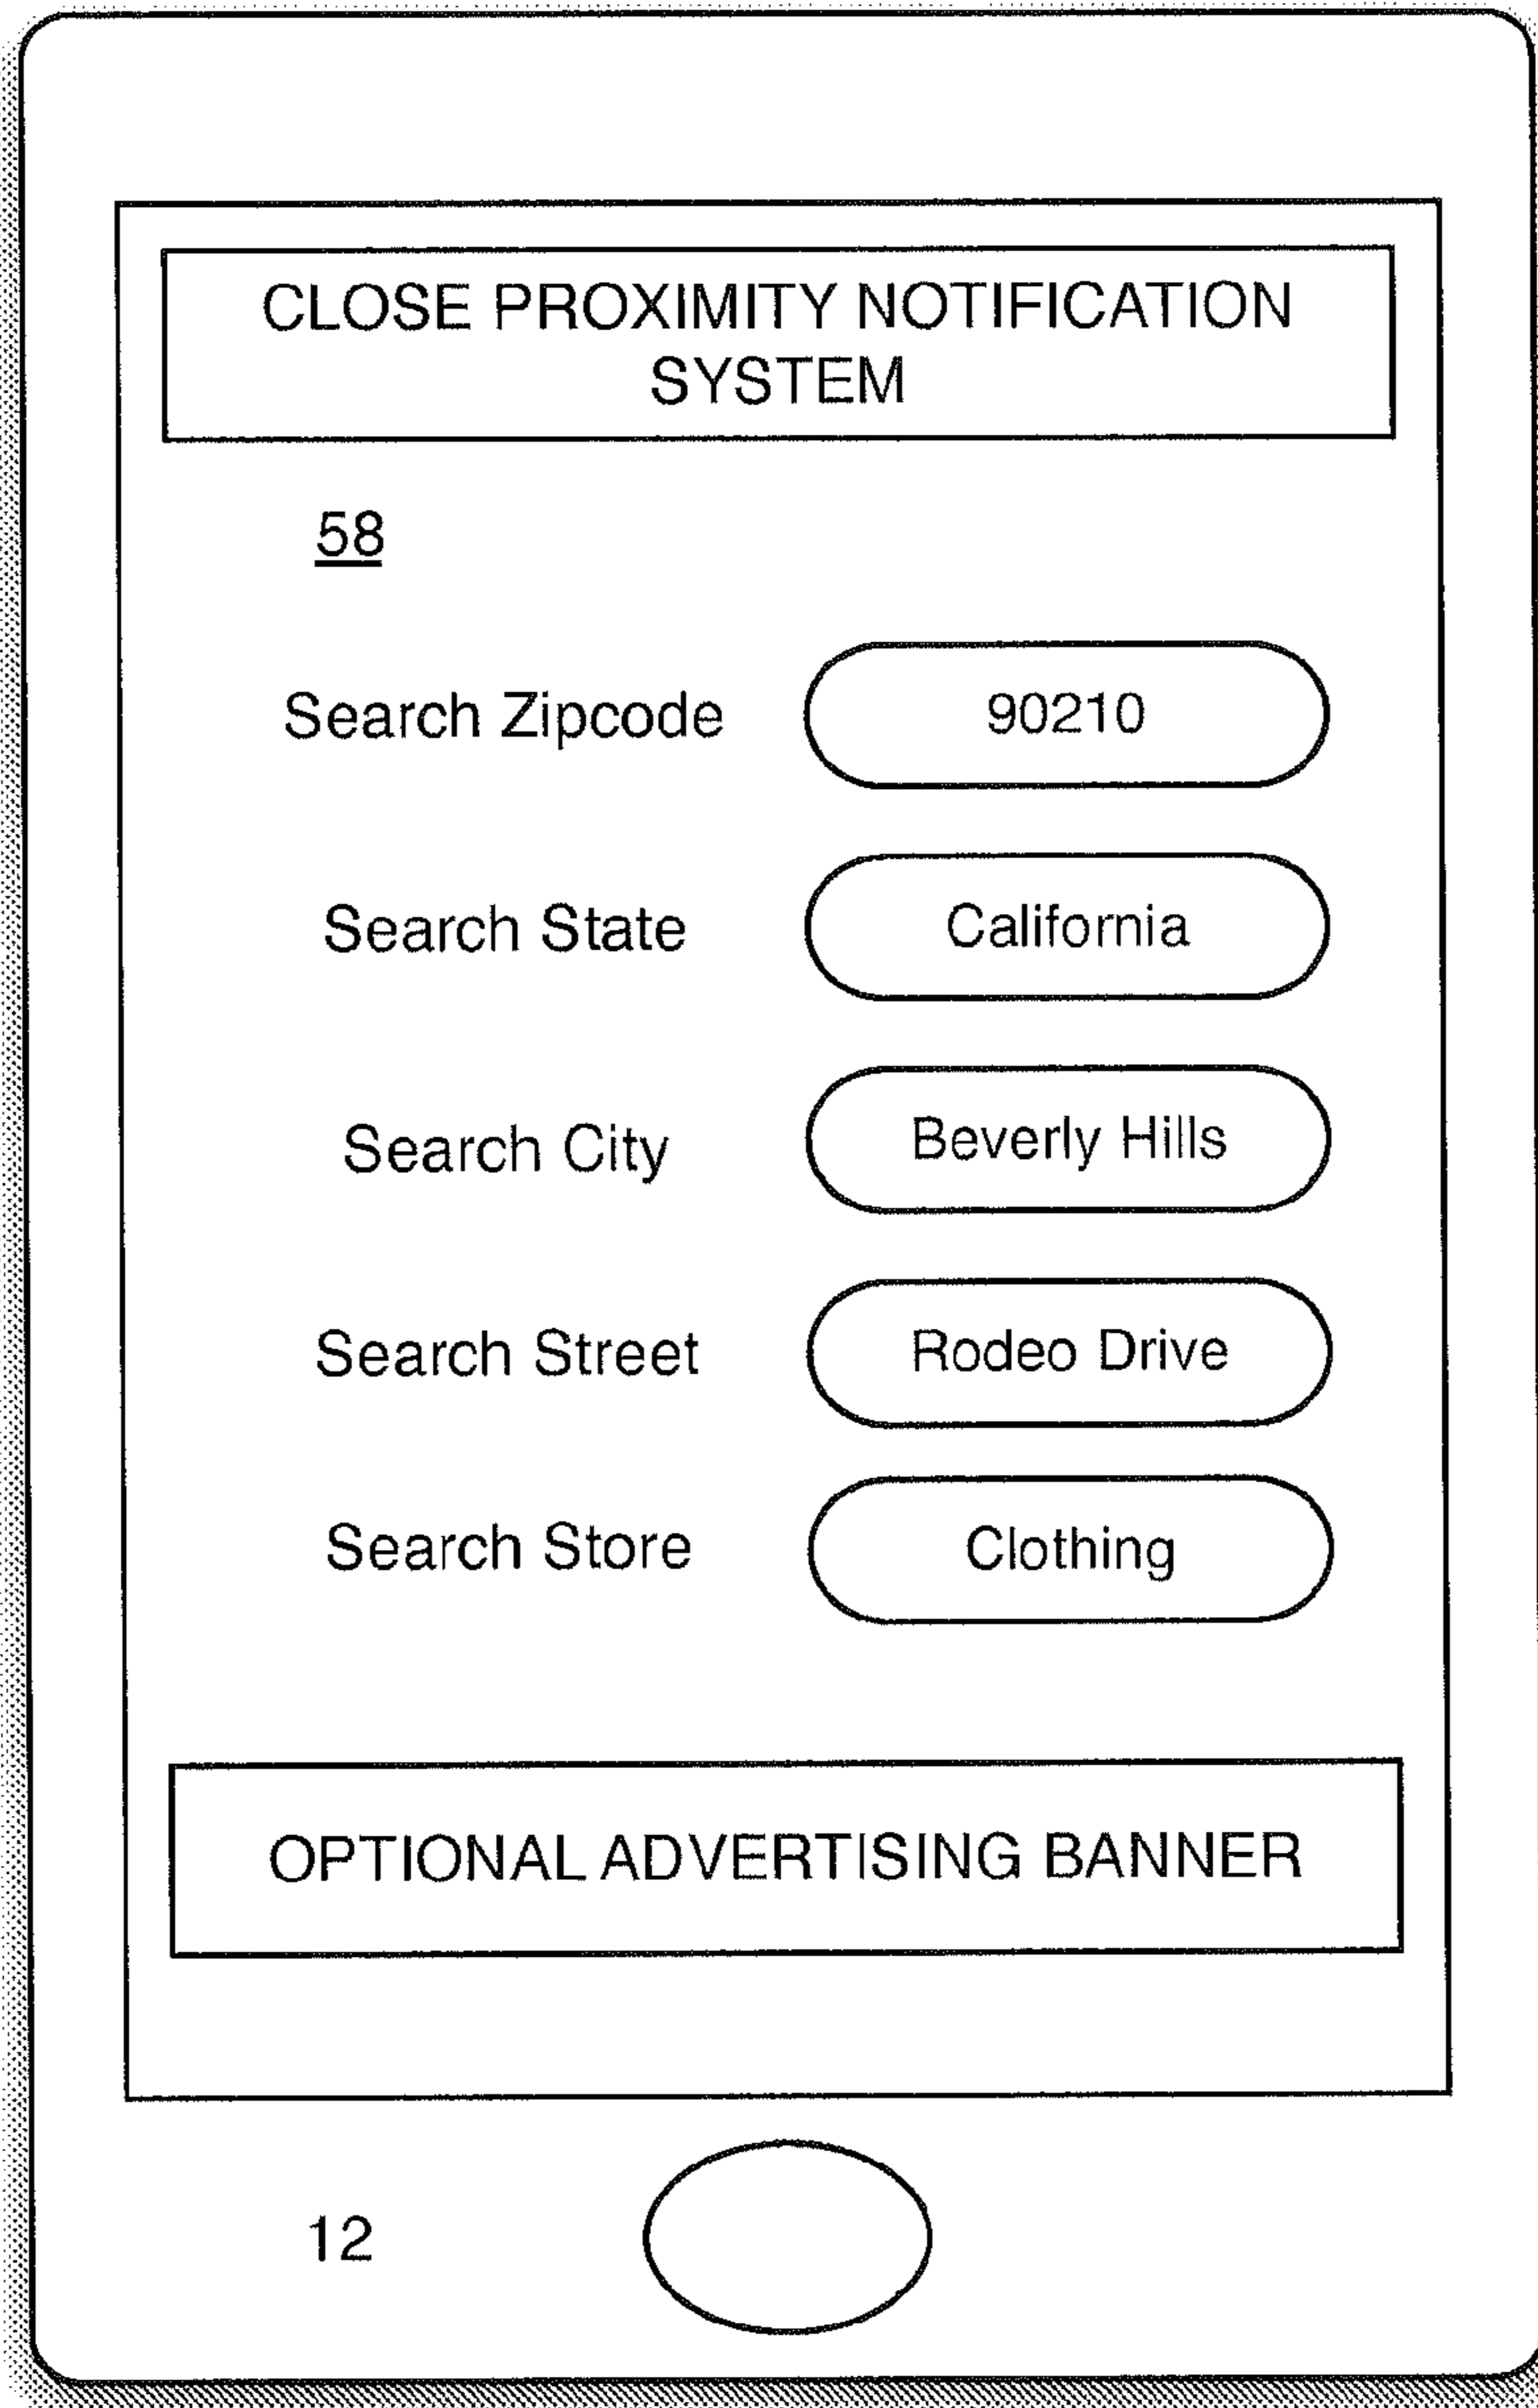 CLOSE PROXIMITY NOTIFICATION
SYSTEM
58
Search Zipcode 90210
Search State California
Search City Beverly Hills
Search Street Rodeo Drive
Search Store Clothing
OPTIONAL ADVERTISING BANNER
12